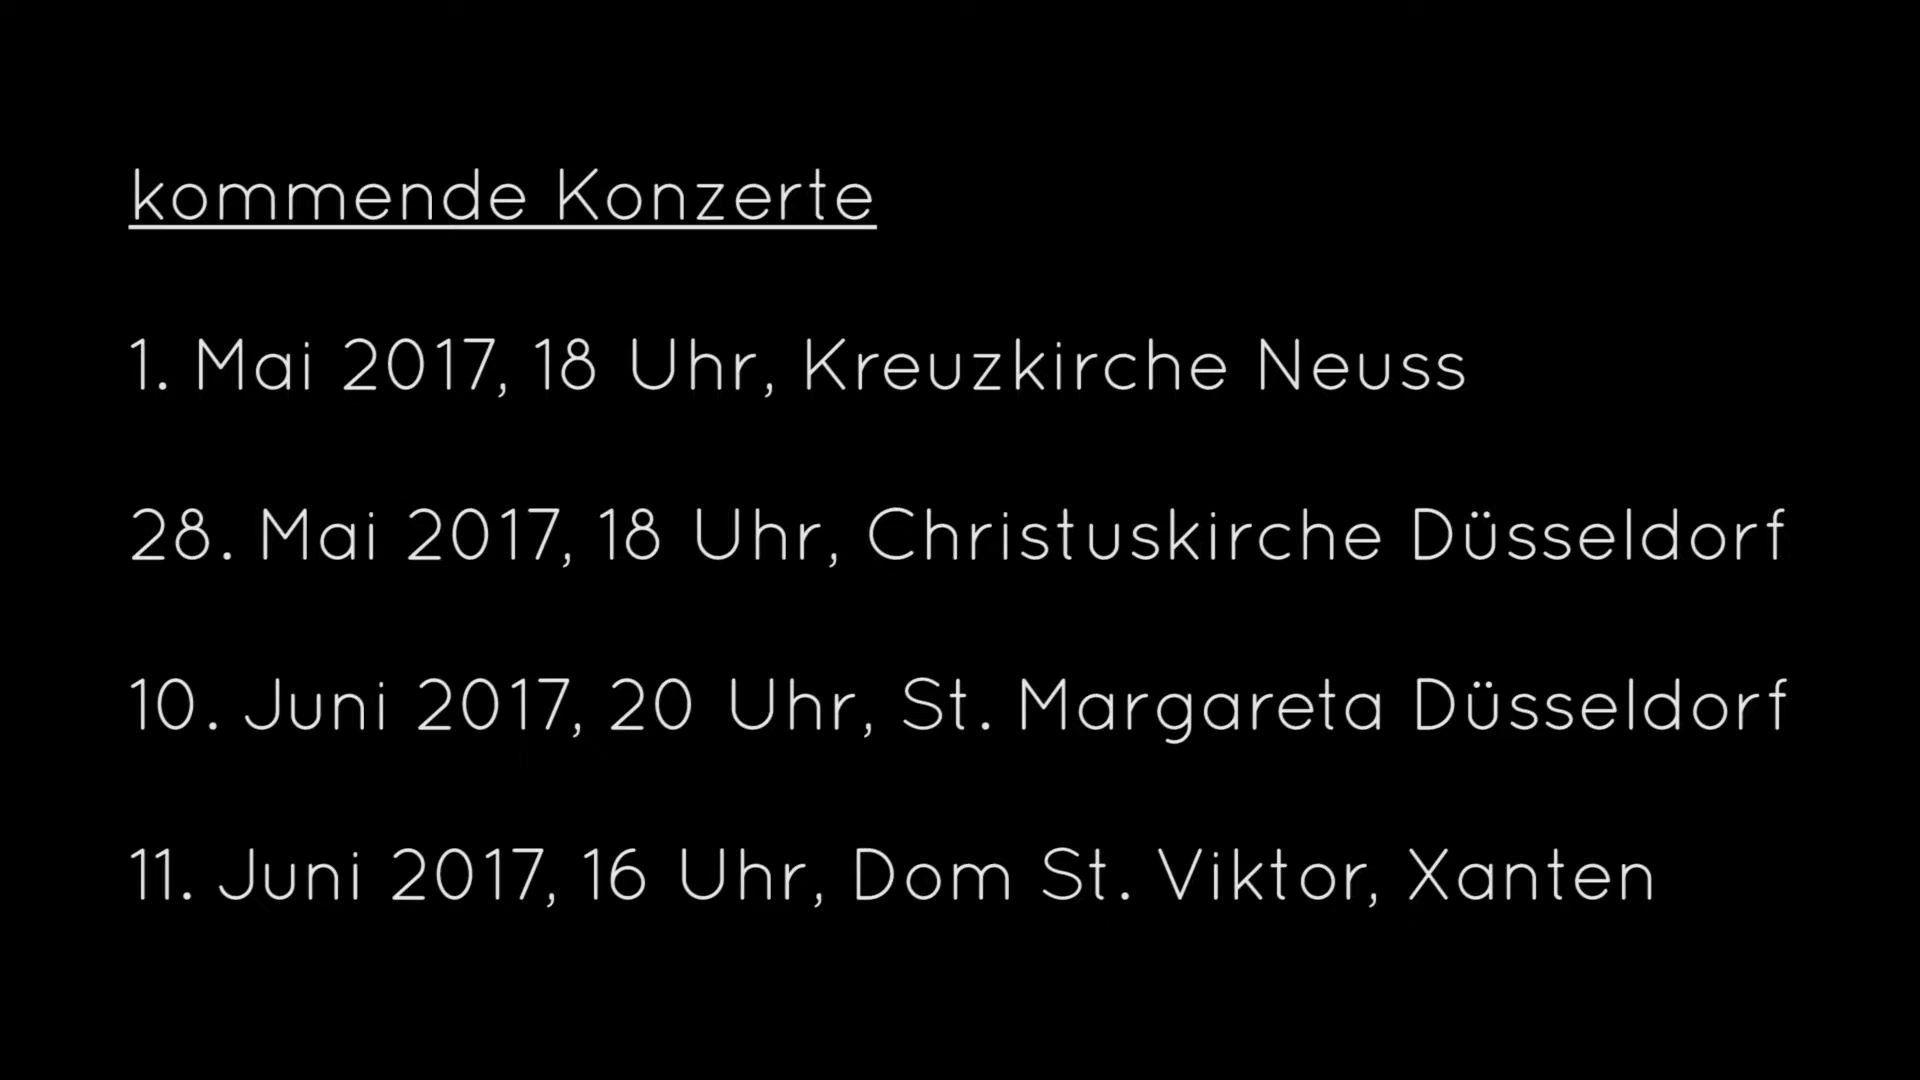 kommende Konzerte
1. Mai 2017, 18 Uhr, Kreuzkirche Neuss
28. Mai 2017, 18 Uhr, Christuskirche Düsseldorf
10. Juni 2017, 20 Uhr, St. Margareta Düsseldorf
11. Juni 2017, 16 Uhr, Dom St. Viktor, Xanten